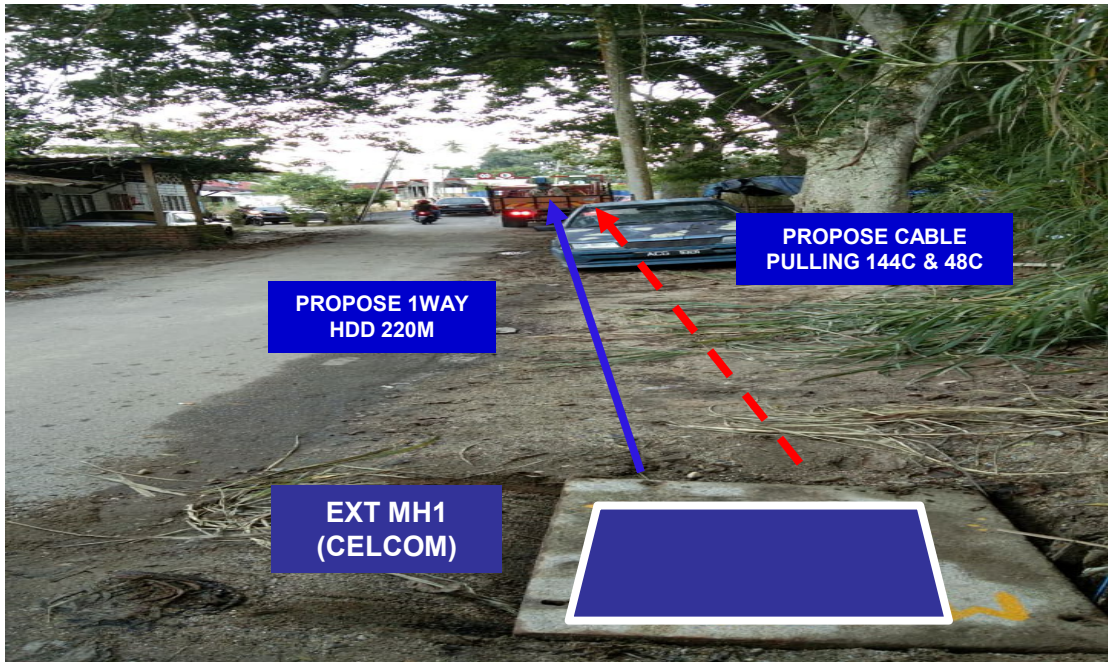 PROPOSE CABLE
PULLING 144C & 48C
PROPOSE 1WAY
HDD 220M
EXT MH1
(CELCOM)